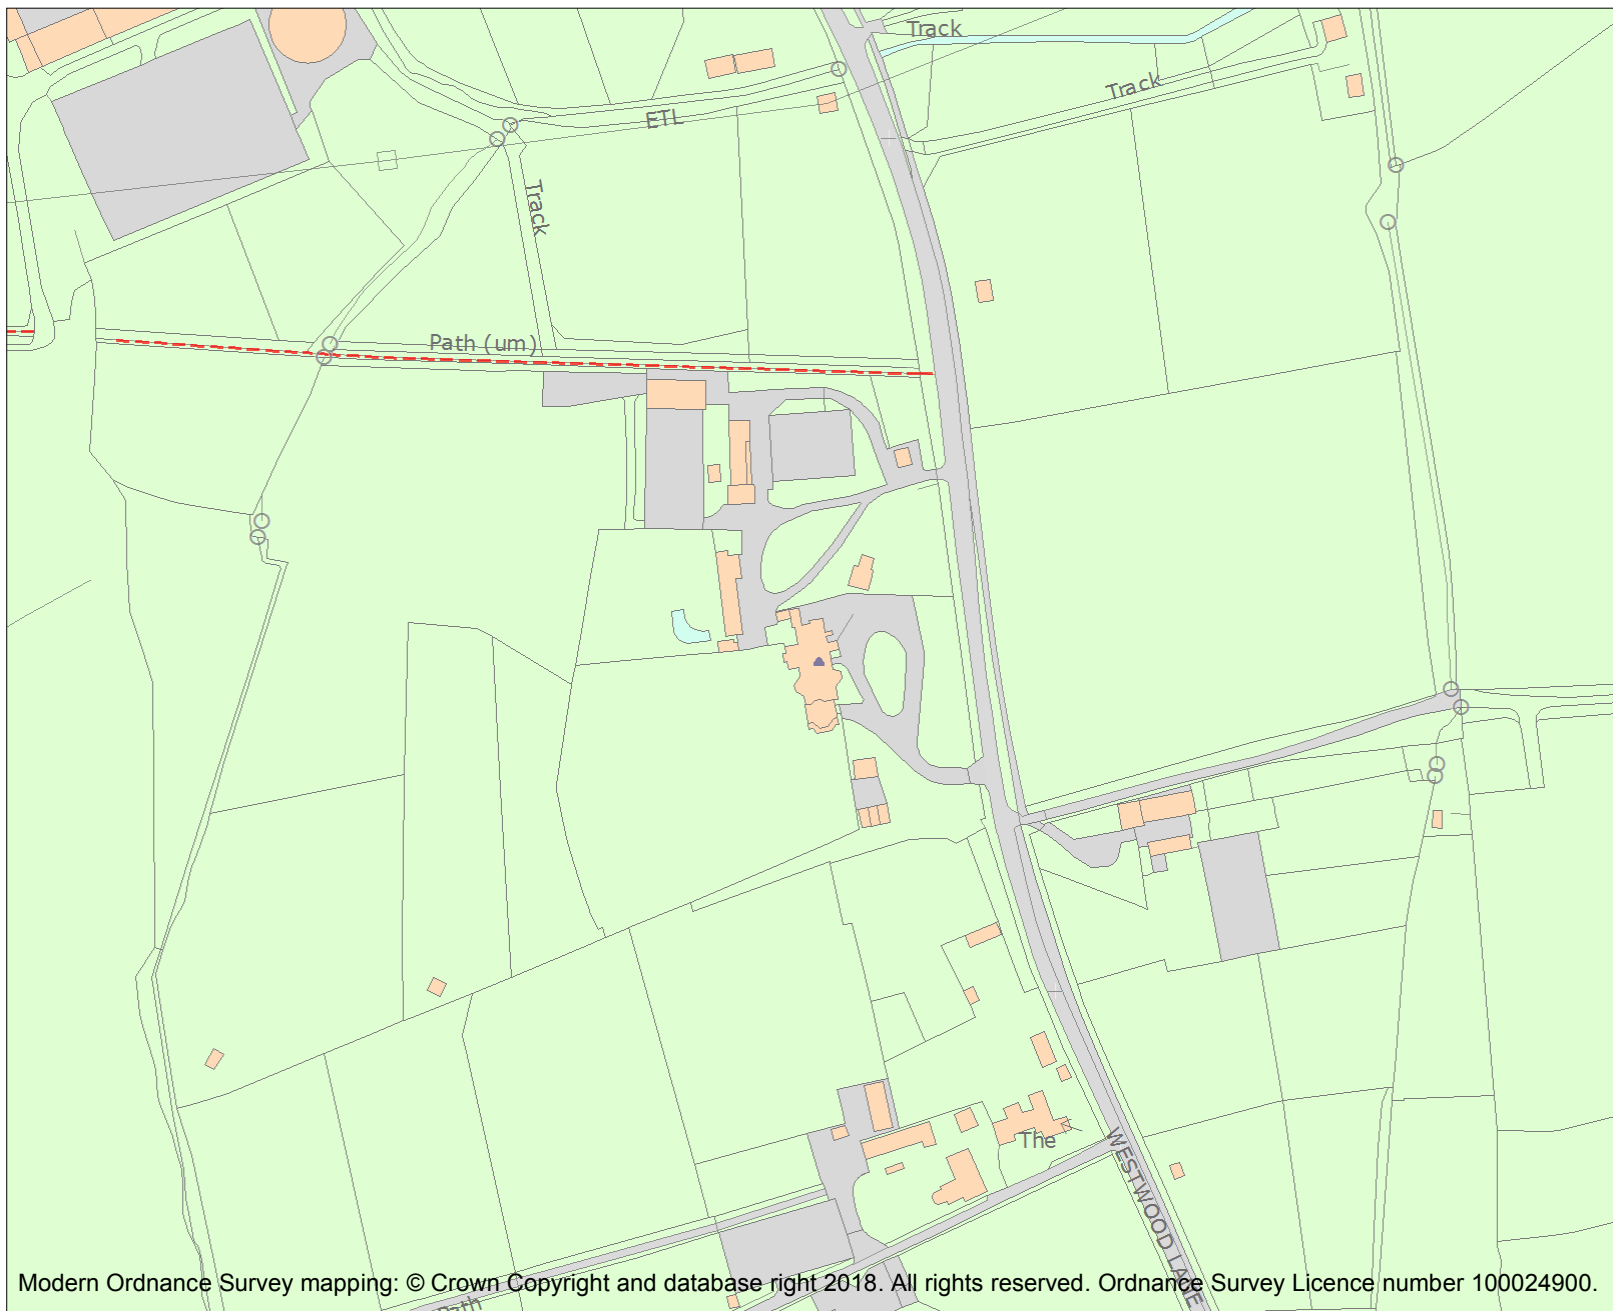 Track
Track
ETL
Track
Path (um)
The
WESTWOOD LANE
Path
Modern Ordnance Survey mapping: © Crown Copyright and database right 2018. All rights reserved. Ordnance Survey Licence number 100024900.